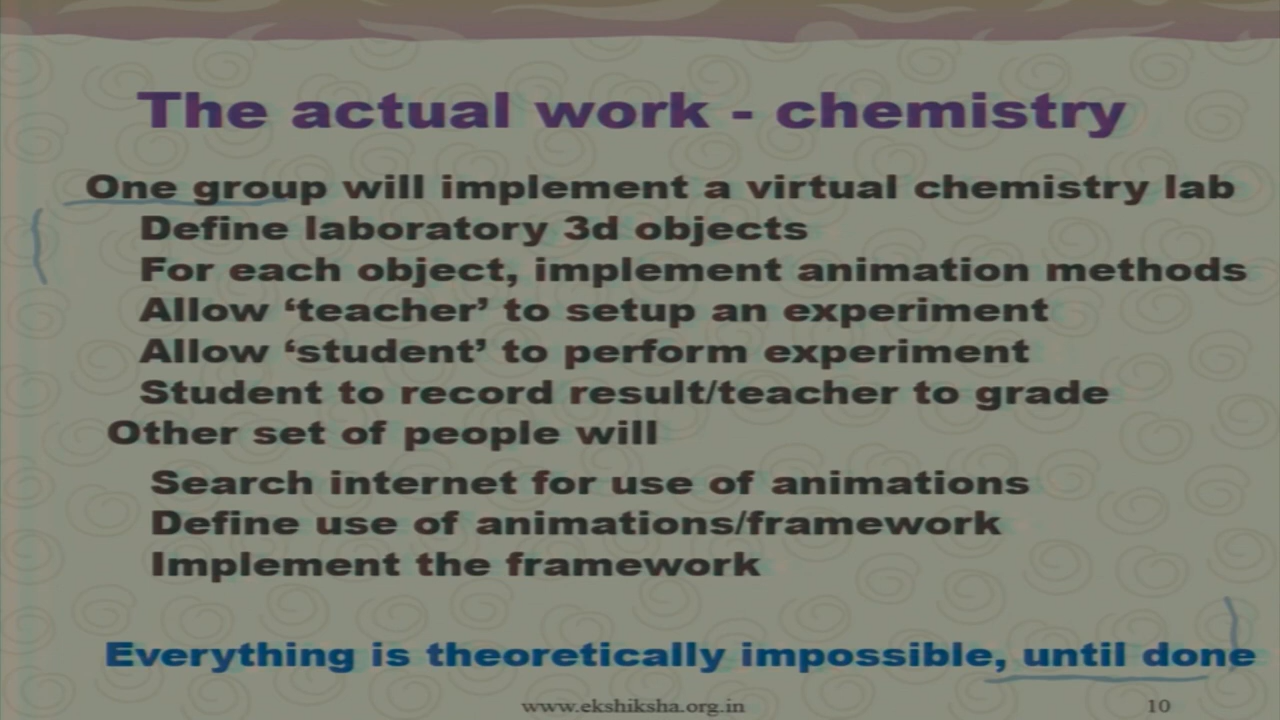 The actual work - chemistry
One group will implement a virtual chemistry lab
Define laboratory 3d objects
For each object, implement animation methods
Allow ‘teacher’ to setup an experiment
Allow ‘student’ to perform experiment
Student to record result/teacher to grade
Other set of people will
Search internet for use of animations
Define use of animations/framework
Implement the framework
Everything is theoretically impossible, until done
www.ekshiksha.org.in
10